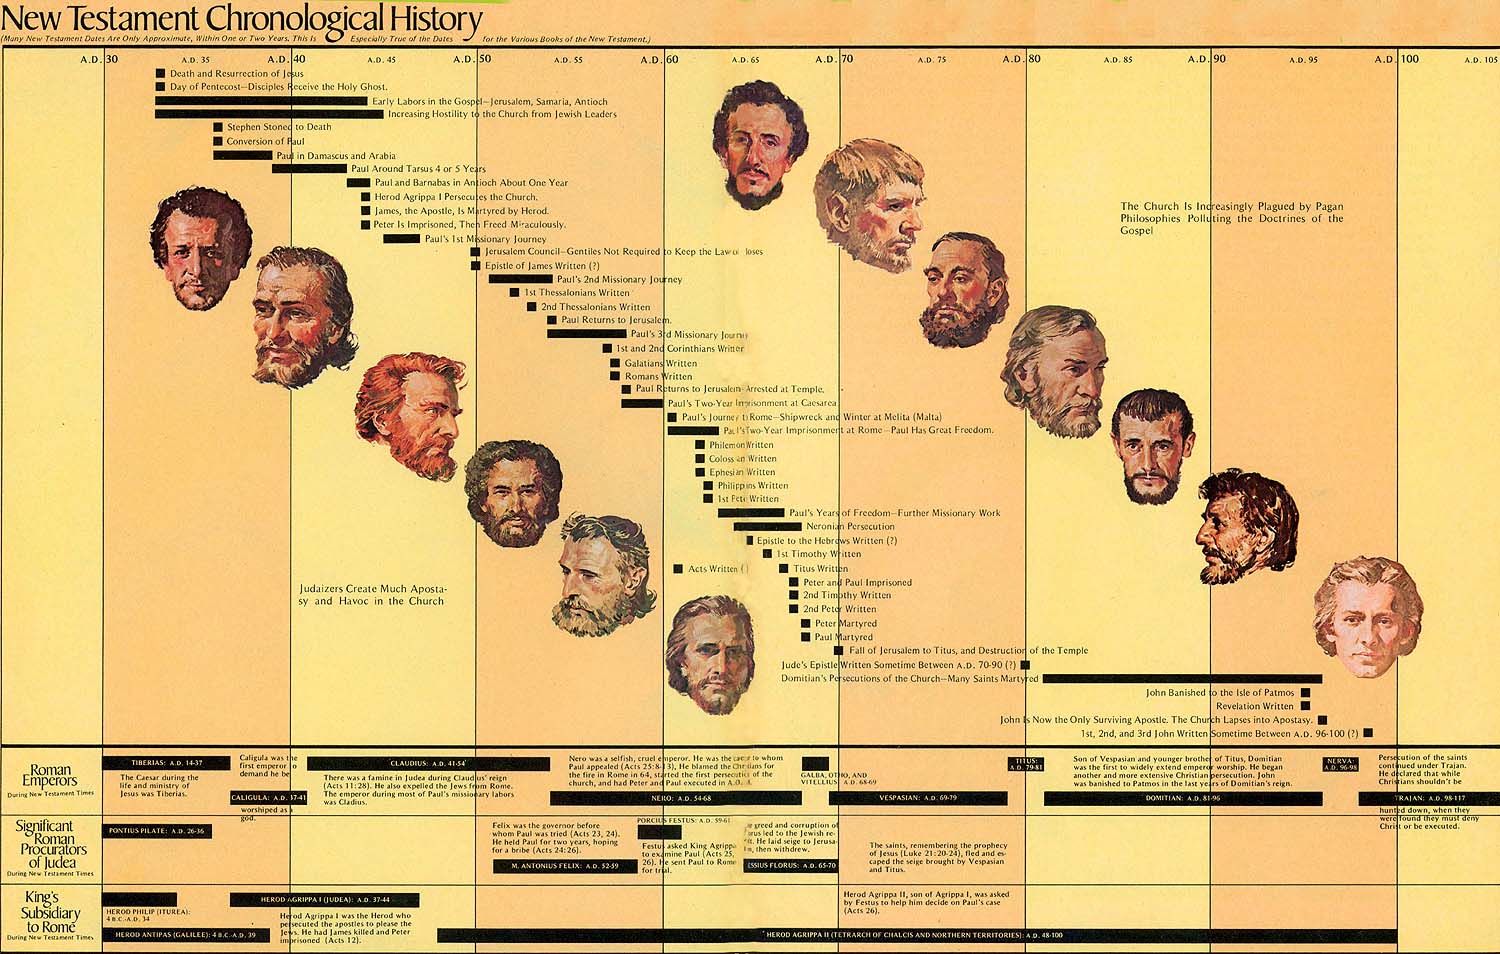 New Testament Chronological History
(Many New Testament Dates Are Only Approximate, Within One or Two Years. This Is Especially True of the Dates for the Various Books of the New Testament.)
A.D. 30 A.D. 35 A.D. 40 A.D. 45 A.D. 50 A.D. 55 A.D. 60 A.D. 65 A.D. 70 A.D. 75 A.D. 80 A.D. 85 A.D. 90 A.D. 95 A.D. 100 A.D. 105
Death and Resurrection of Jesus
Day of Pentecost—Disciples Receive the Holy Ghost.
Early Labors in the Gospel—Jerusalem, Samaria, Antioch
Increasing Hostility to the Church from Jewish Leaders
Stephen Stoned to Death
Conversion of Paul
Paul in Damascus and Arabia
Paul Around Tarsus 4 or 5 Years
Paul and Barnabas in Antioch About One Year
Herod Agrippa I Persecutes the Church.
James, the Apostle, Is Martyred by Herod.
Peter Is Imprisoned, Then Freed Miraculously.
Paul's 1st Missionary Journey
The Church Is Increasingly Plagued by Pagan
Philosophies Polluting the Doctrines of the
Gospel
Jerusalem Council—Gentiles Not Required to Keep the Law of Moses
Epistle of James Written (?)
Paul's 2nd Missionary Journey
1st Thessalonians Written
2nd Thessalonians Written
Paul Returns to Jerusalem.
Paul's 3rd Missionary Journey
1st and 2nd Corinthians Written
Galatians Written
Romans Written
Paul Returns to Jerusalem—Arrested at Temple.
Paul's Two-Year Imprisonment at Caesarea
Paul's Journey to Rome—Shipwreck and Winter at Melita (Malta)
Paul's Two-Year Imprisonment at Rome—Paul Has Great Freedom.
Philemon Written
Colossian Written
Ephesian Written
Philippins Written
1st Peter Written
Paul's Years of Freedom—Further Missionary Work
Neronian Persecution
Epistle to the Hebrews Written (?)
1st Timothy Written
Acts Written ( )
Titus Written
Peter and Paul Imprisoned
2nd Timothy Written
2nd Peter Written
Judaizers Create Much Aposta-
sy and Havoc in the Church
Peter Martyred
Paul Martyred
Fall of Jerusalem to Titus, and Destruction of the Temple
Jude's Epistle Written Sometime Between A.D. 70-90 (?)
Domitian's Persecutions of the Church—Many Saints Martyred
John Banished to the Isle of Patmos
Revelation Written
John Is Now the Only Surviving Apostle. The Church Lapses into Apostasy.
1st, 2nd, and 3rd John Written Sometime Between A.D. 96-100 (?)
Roman
Emperors
During New Testament Times
TIBERIAS: A.D. 14-37
The Caesar during the
life and ministry of
Jesus was Tiberias.
Caligula was the
first emperor to
demand he be
CALIGULA: A.D. 37-41
worshiped as
god.
CLAUDIUS: A.D. 41-54
There was a famine in Judea during Claudius' reign
(Acts 11:28). He also expelled the Jews from Rome.
The emperor during most of Paul's missionary labors
was Cladius.
Nero was a selfish, cruel emperor. He was the caesar to whom
Paul appealed (Acts 25:8-13). He blamed the Christians for
the fire in Rome in 64, started the first persecution of the
church, and had Peter and Paul executed in A.D.
NERO: A.D. 54-68
GALBA, OTHO, AND
VITELLIUS: A.D. 68-69
VESPASIAN: A.D. 69-79
TITUS:
A.D. 79-81
Son of Vespasian and younger brother of Titus, Domitian
was the first to widely extend emperor worship. He began
another and more extensive Christian persecution. John
was banished to Patmos in the last years of Domitian's reign.
DOMITIAN: A.D. 81-96
NERVA:
A.D. 96-98
Persecution of the saints
continued under Trajan.
He declared that while
Christians shouldn't be
TRAJAN: A.D. 98-117
hunted down, when they
were found they must deny
Christ or be executed.
Significant
Roman
Procurators
of Judea
During New Testament Times
PONTIUS PILATE: A.D. 26-36
Felix was the governor before
whom Paul was tried (Acts 23, 24).
He held Paul for two years, hoping
for a bribe (Acts 24:26).
M. ANTONIUS FELIX: A.D. 52-59
PORCIUS FESTUS: A.D. 59-61
Festus asked King Agrippa
to examine Paul (Acts 25,
26). He sent Paul to Rome
for trial.
greed and corruption of
rus led to the Jewish re-
lt. He laid seige to Jerusa-
, then withdrew.
ESSIUS FLORUS: A.D. 65-70
The saints, remembering the prophecy
of Jesus (Luke 21:20-24), fled and es-
caped the seige brought by Vespasian
and Titus.
King's
Subsidiary
to Rome
During New Testament Times
HEROD PHILIP (ITUREA):
4 B.C.-A.D. 34
HEROD ANTIPAS (GALILEE): 4 B.C.-A.D. 39
HEROD AGRIPPA I (JUDEA): A.D. 37-44
Herod Agrippa I was the Herod who
persecuted the apostles to please the
Jews. He had James killed and Peter
imprisoned (Acts 12).
Herod Agrippa II, son of Agrippa I, was asked
by Festus to help him decide on Paul's case
(Acts 26).
HEROD AGRIPPA II (TETRARCH OF CHALCIS AND NORTHERN TERRITORIES): A.D. 48-100